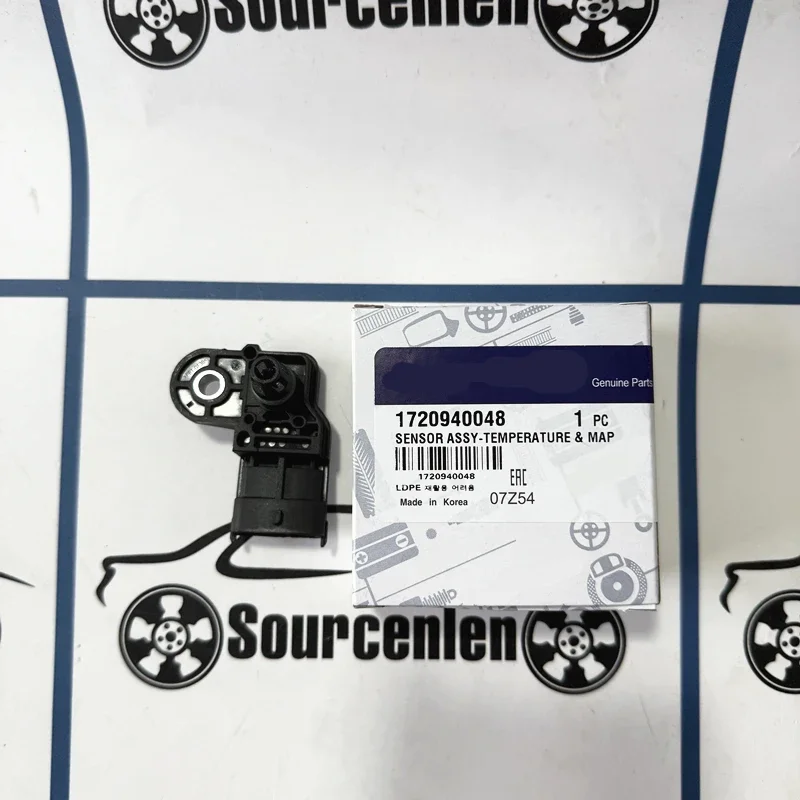 Sourcenlen
Genuine Parts
1720940048 1 PC
SENSOR ASSY-TEMPERATURE & MAP
1720940048
EAC
LDPE 재활용 어려움
Made in Korea 07Z54
Sourcenlen